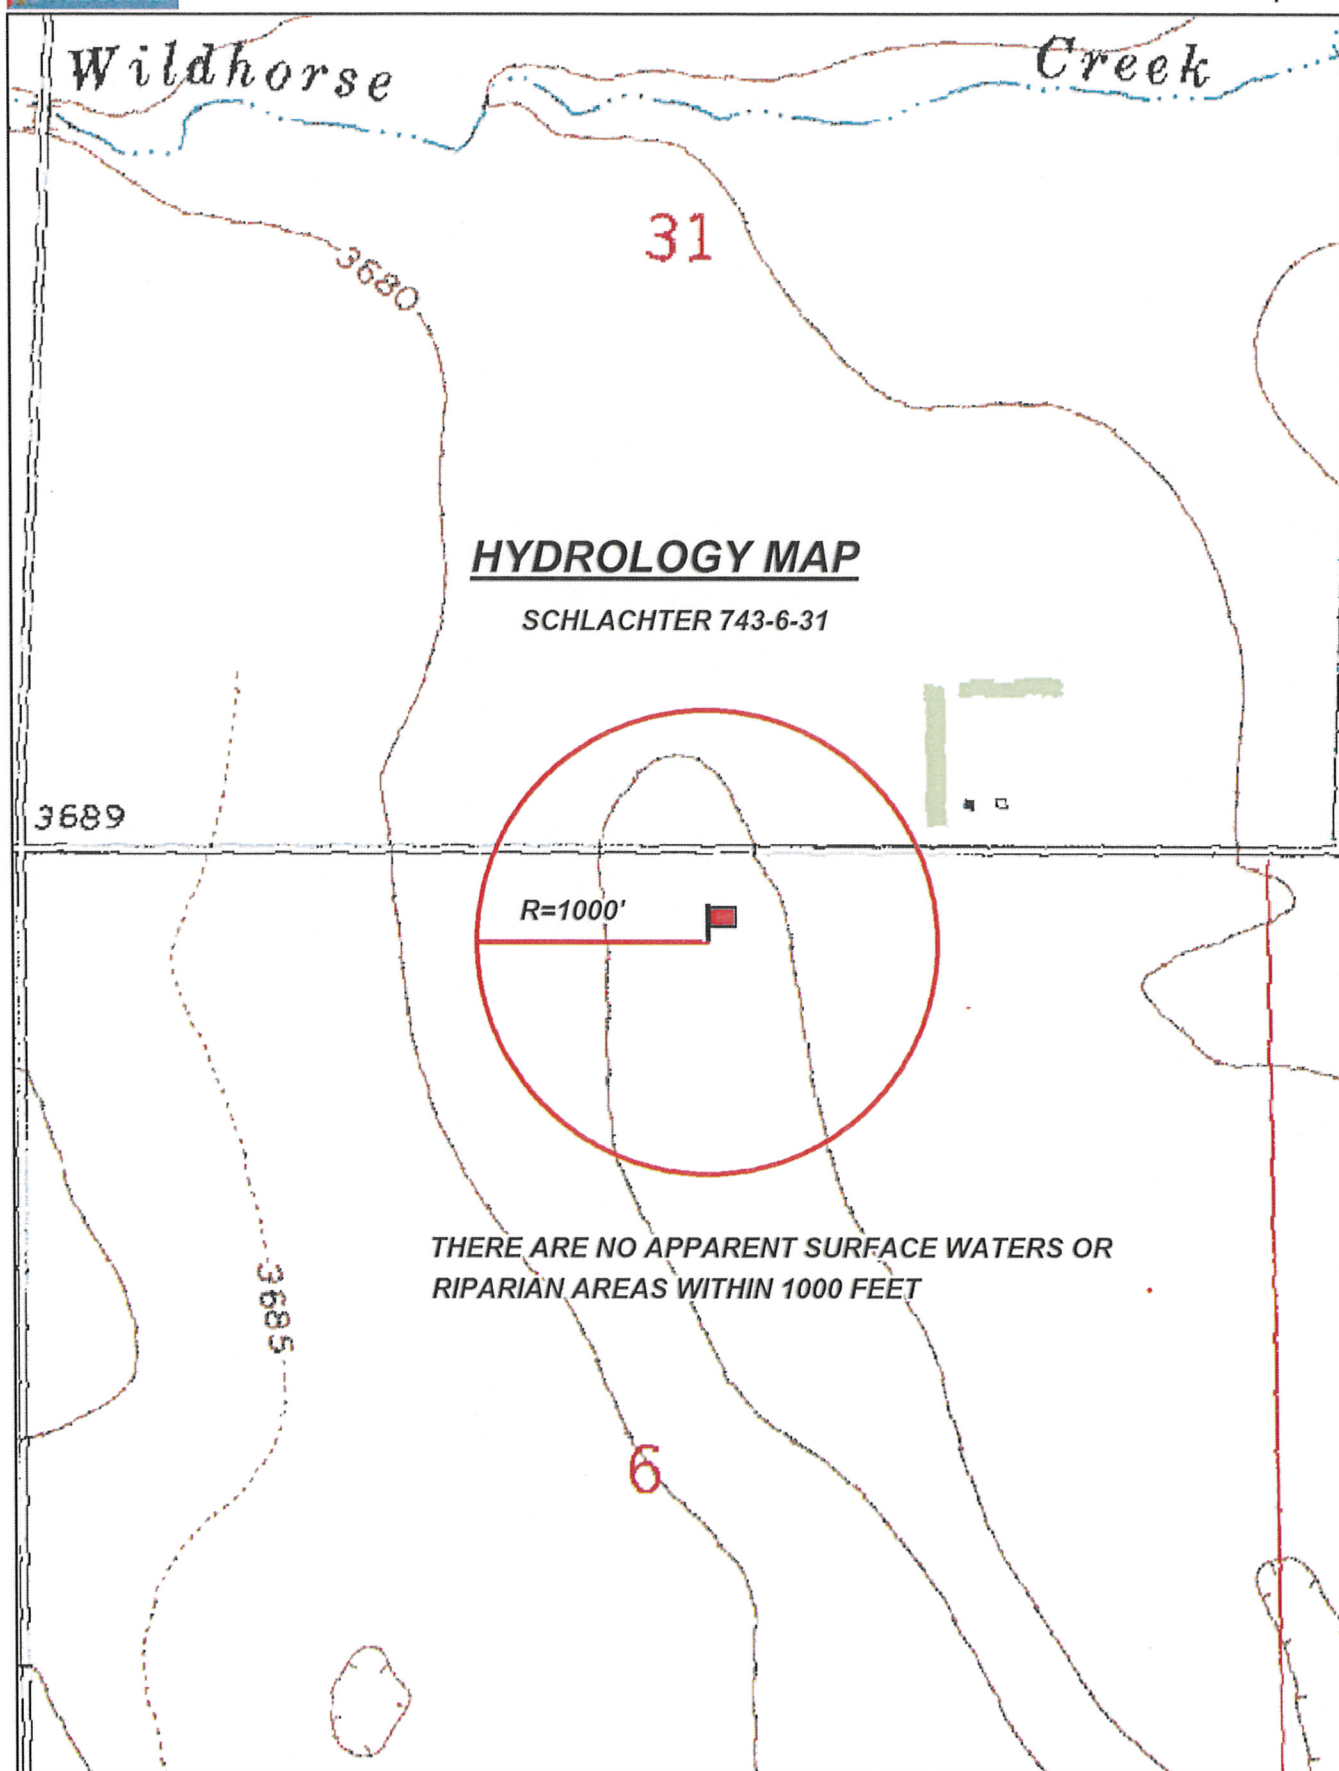 Wildhorse Creek
31
3680
HYDROLOGY MAP
SCHLACHTER 743-6-31
3689
R=1000'
THERE ARE NO APPARENT SURFACE WATERS OR
RIPARIAN AREAS WITHIN 1000 FEET
3685
6